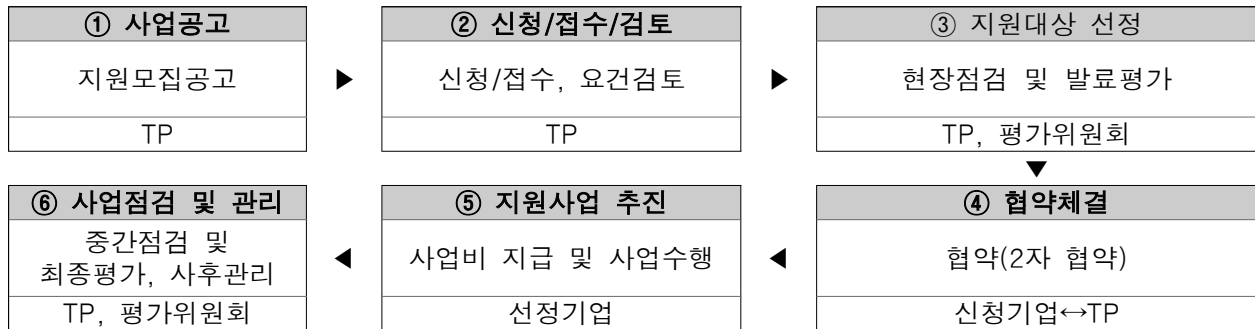 ① 사업공고
지원모집공고
TP
▶
② 신청/접수/검토
신청/접수, 요건검토
TP
▶
③ 지원대상 선정
현장점검 및 발료평가
TP, 평가위원회
▼
④ 협약체결
협약(2자 협약)
신청기업↔TP
◀
⑤ 지원사업 추진
사업비 지급 및 사업수행
선정기업
◀
⑥ 사업점검 및 관리
중간점검 및
최종평가, 사후관리
TP, 평가위원회